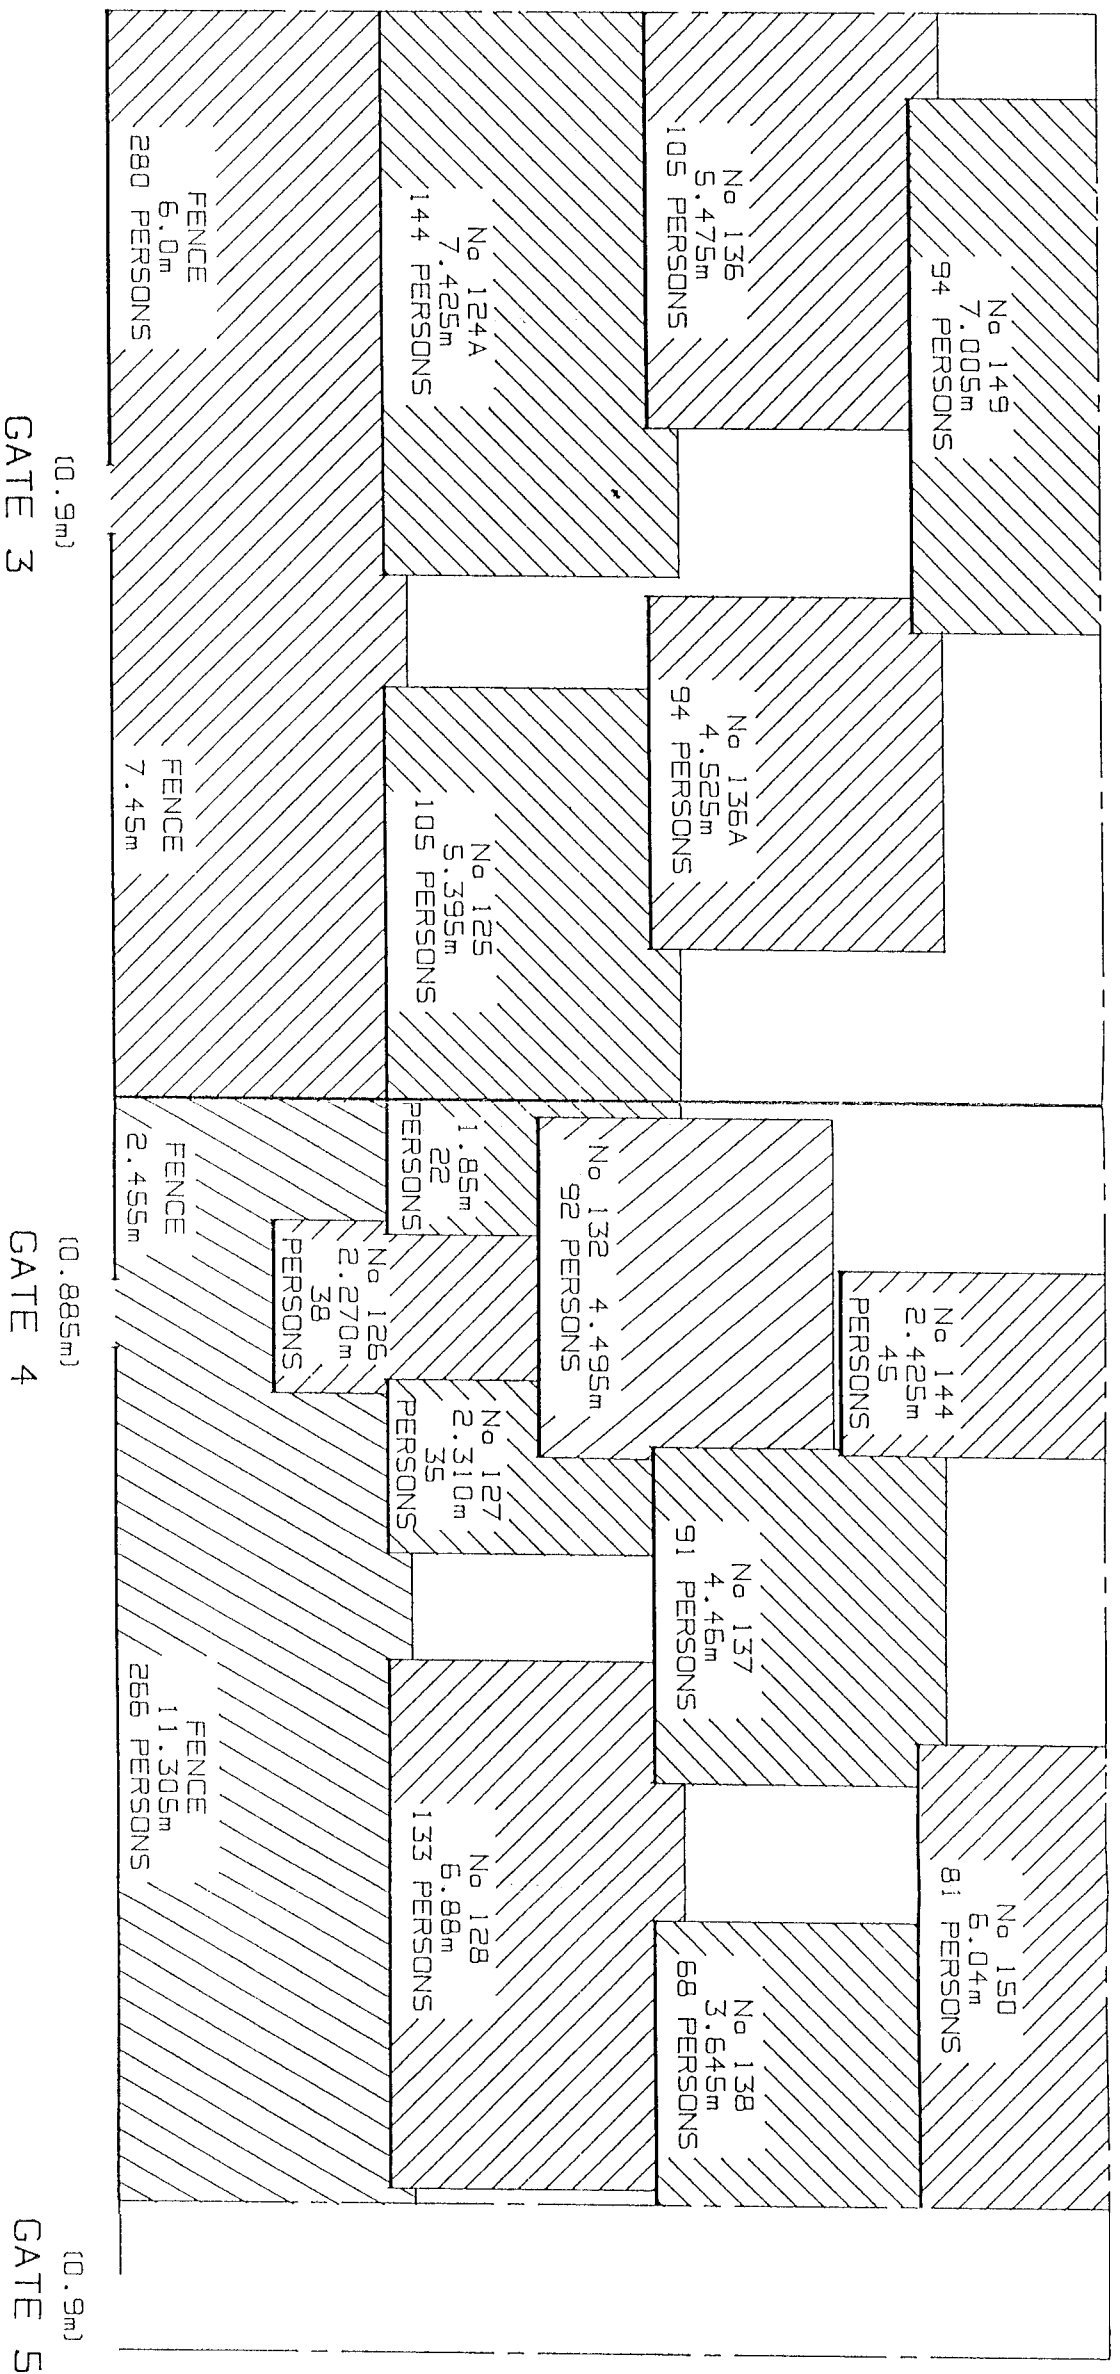 No 149
7.005m
94 PERSONS
No 144
2.425m
45
PERSONS
No 150
6.04m
81 PERSONS
No 136
5.475m
105 PERSONS
No 136A
4.525m
94 PERSONS
No 132 4.495m
92 PERSONS
No 137
4.46m
91 PERSONS
No 138
3.645m
68 PERSONS
No 124A
7.425m
144 PERSONS
No 125
5.395m
105 PERSONS
1.85m
22
PERSONS
No 126
2.270m
38
PERSONS
No 127
2.310m
35
PERSONS
No 128
6.88m
133 PERSONS
FENCE
6.0m
280 PERSONS
FENCE
7.45m
FENCE
2.455m
FENCE
11.305m
266 PERSONS
(0.9m)
GATE 3
(0.885m)
GATE 4
(0.9m)
GATE 5